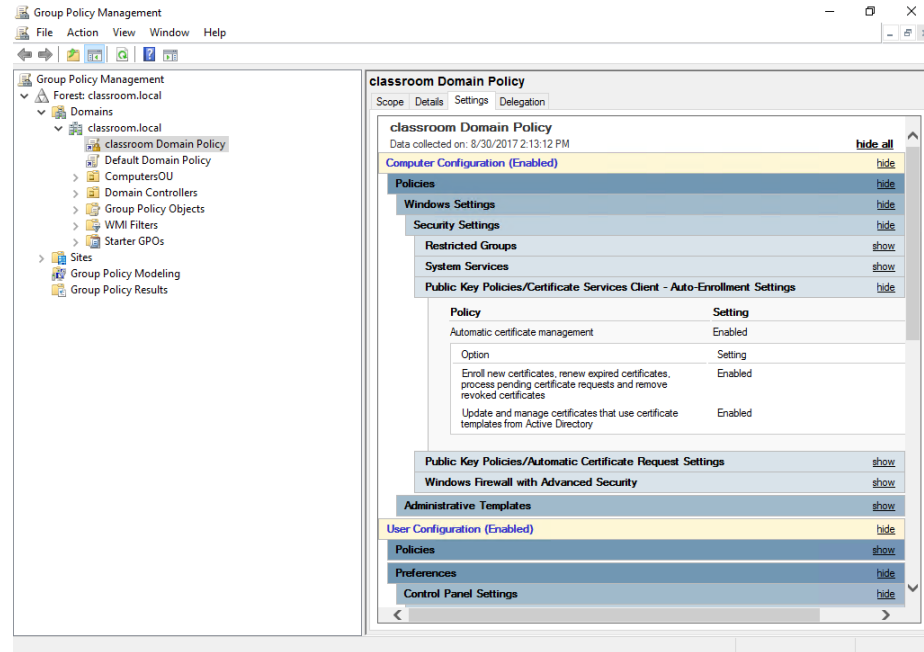 Group Policy Management
File Action View Window Help
Group Policy Management
Forest: classroom.local
Domains
classroom.local
classroom Domain Policy
Default Domain Policy
ComputersOU
Domain Controllers
Group Policy Objects
WMI Filters
Starter GPOs
Sites
Group Policy Modeling
Group Policy Results
classroom Domain Policy
Scope Details Settings Delegation
classroom Domain Policy
Data collected on: 8/30/2017 2:13:12 PM hide all
Computer Configuration (Enabled) hide
Policies hide
Windows Settings hide
Security Settings hide
Restricted Groups show
System Services show
Public Key Policies/Certificate Services Client - Auto-Enrollment Settings hide
Policy Setting
Automatic certificate management Enabled
Option Setting
Enroll new certificates, renew expired certificates, Enabled
process pending certificate requests and remove
revoked certificates
Update and manage certificates that use certificate Enabled
templates from Active Directory
Public Key Policies/Automatic Certificate Request Settings show
Windows Firewall with Advanced Security show
Administrative Templates show
User Configuration (Enabled) hide
Policies show
Preferences hide
Control Panel Settings hide